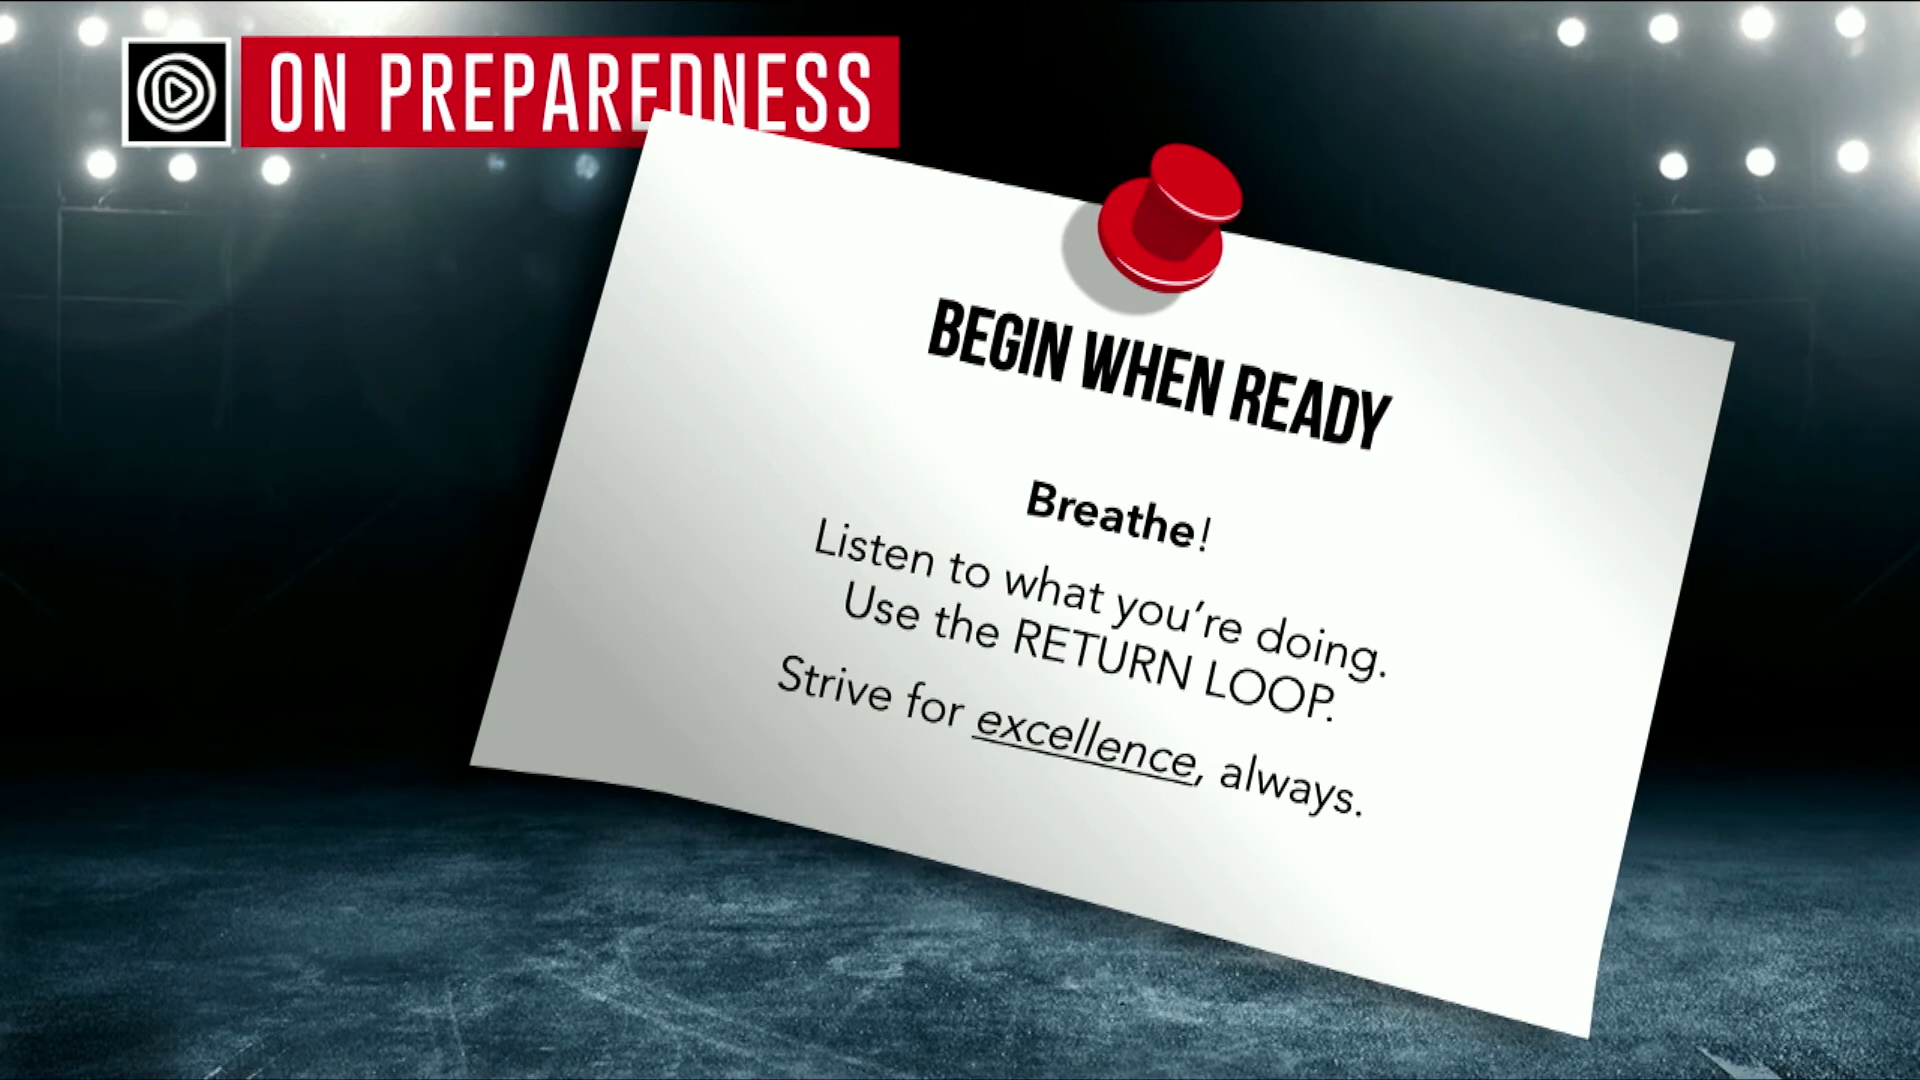 ON PREPAREDNESS
BEGIN WHEN READY
Breathe!
Listen to what you’re doing.
Use the RETURN LOOP.
Strive for excellence, always.